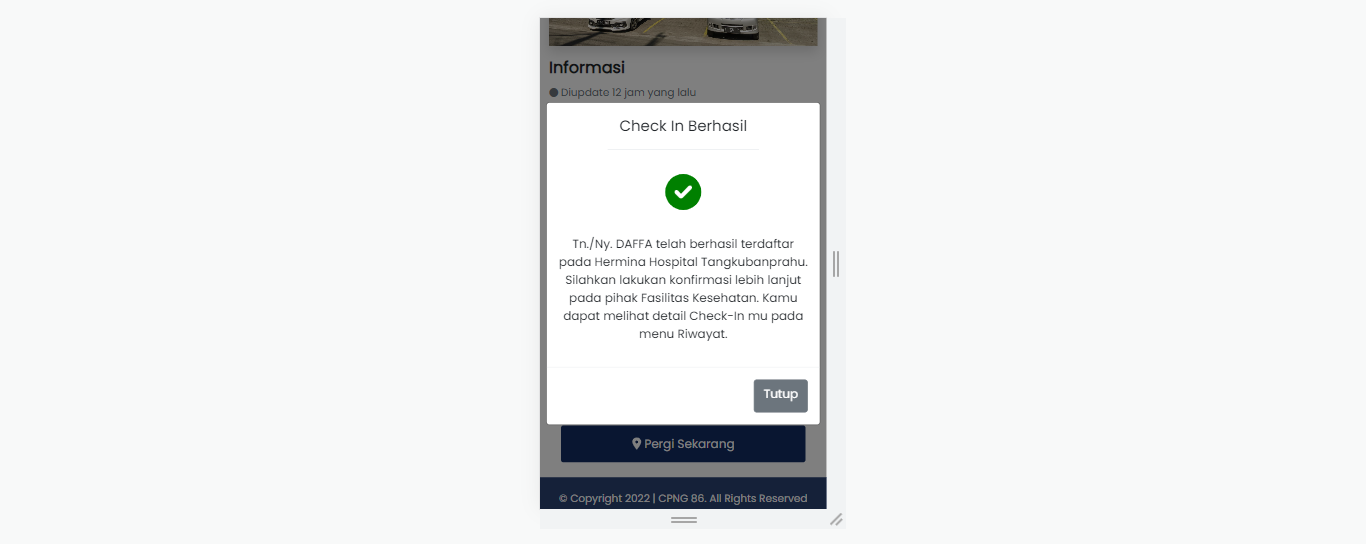 Informasi
Diupdate 12 jam yang lalu
Check In Berhasil
Tn./Ny. DAFFA telah berhasil terdaftar
pada Hermina Hospital Tangkubanprahu.
Silahkan lakukan konfirmasi lebih lanjut
pada pihak Fasilitas Kesehatan. Kamu
dapat melihat detail Check-In mu pada
menu Riwayat.
Tutup
Pergi Sekarang
© Copyright 2022 | CPNG 86. All Rights Reserved